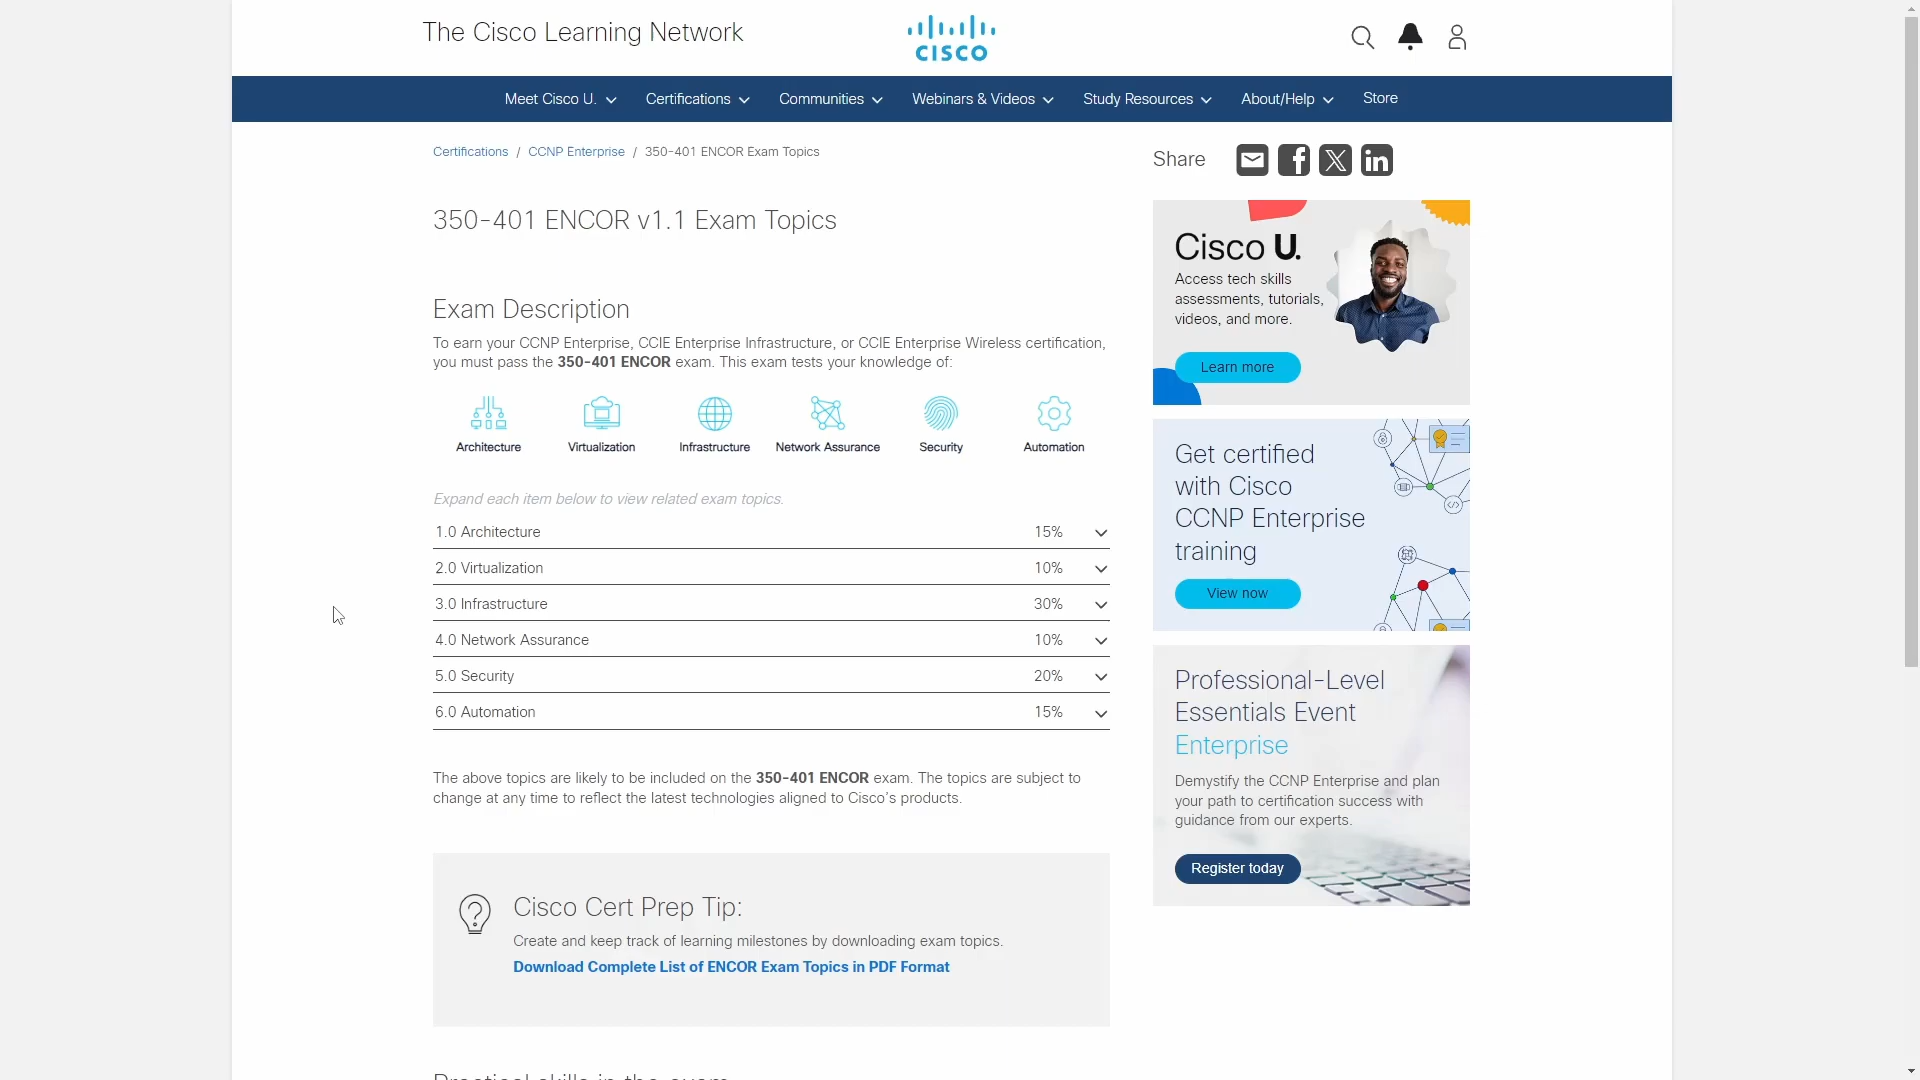 The Cisco Learning Network
CISCO
Meet Cisco U. Certifications Communities Webinars & Videos Study Resources About/Help Store
Certifications / CCNP Enterprise / 350-401 ENCOR Exam Topics
Share
350-401 ENCOR v1.1 Exam Topics
Exam Description
To earn your CCNP Enterprise, CCIE Enterprise Infrastructure, or CCIE Enterprise Wireless certification,
you must pass the 350-401 ENCOR exam. This exam tests your knowledge of:
Architecture Virtualization Infrastructure Network Assurance Security Automation
Expand each item below to view related exam topics.
1.0 Architecture 15%
2.0 Virtualization 10%
3.0 Infrastructure 30%
4.0 Network Assurance 10%
5.0 Security 20%
6.0 Automation 15%
The above topics are likely to be included on the 350-401 ENCOR exam. The topics are subject to
change at any time to reflect the latest technologies aligned to Cisco's products.
Cisco Cert Prep Tip:
Create and keep track of learning milestones by downloading exam topics.
Download Complete List of ENCOR Exam Topics in PDF Format
Practical skills in the exam
Cisco U.
Access tech skills
assessments, tutorials,
videos, and more.
Learn more
Get certified
with Cisco
CCNP Enterprise
training
View now
Professional-Level
Essentials Event
Enterprise
Demystify the CCNP Enterprise and plan
your path to certification success with
guidance from our experts.
Register today